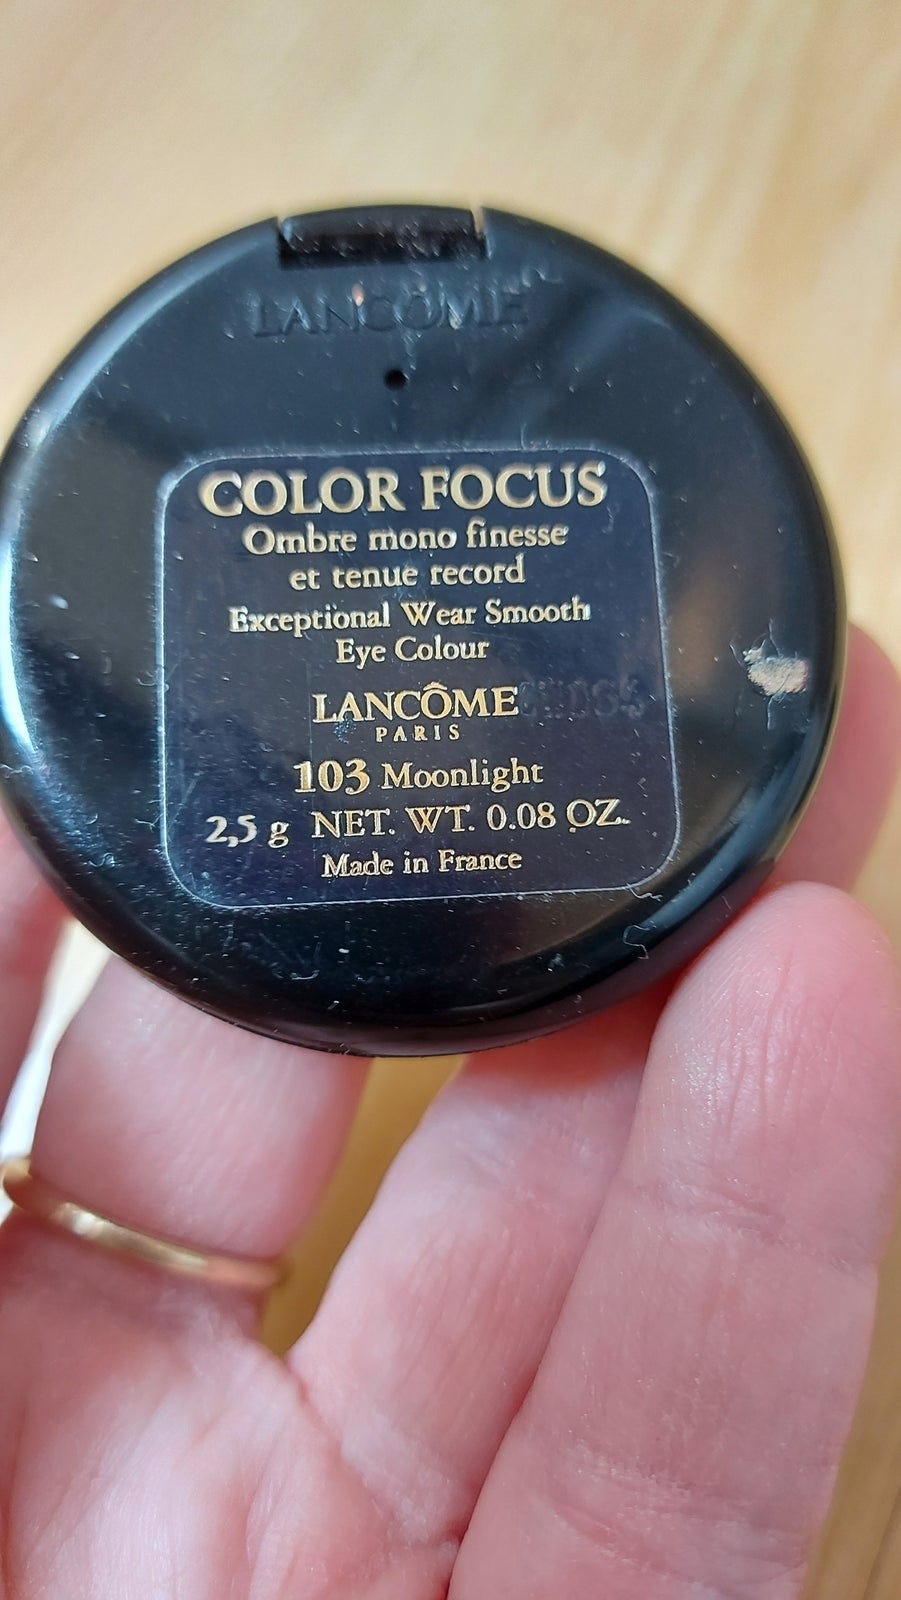 LANCÔME
COLOR FOCUS
Ombre mono finesse
et tenue record
Exceptional Wear Smooth
Eye Colour
LANCÔME
PARIS
103 Moonlight
2,5 g NET. WT. 0.08 OZ.
Made in France